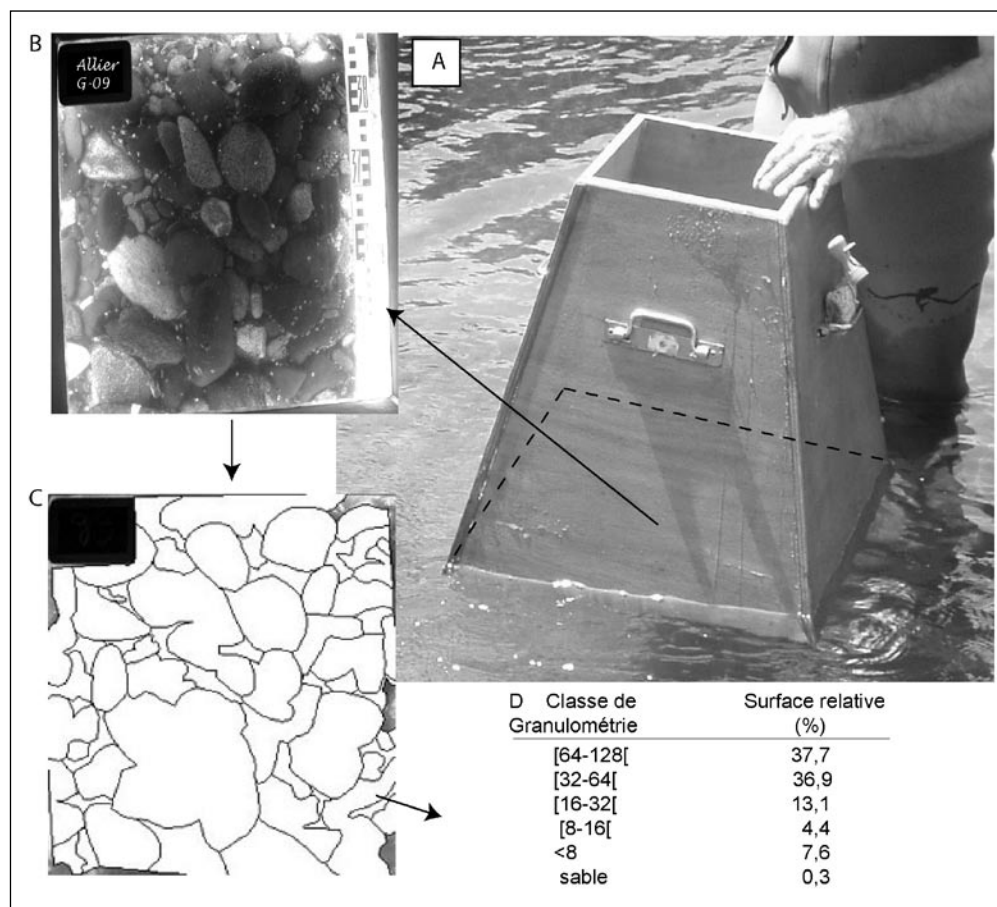 B
A
Allier
G-09
C
D Classe de Surface relative
Granulométrie (%)
[64-128[ 37,7
[32-64[ 36,9
[16-32[ 13,1
[8-16[ 4,4
<8 7,6
sable 0,3